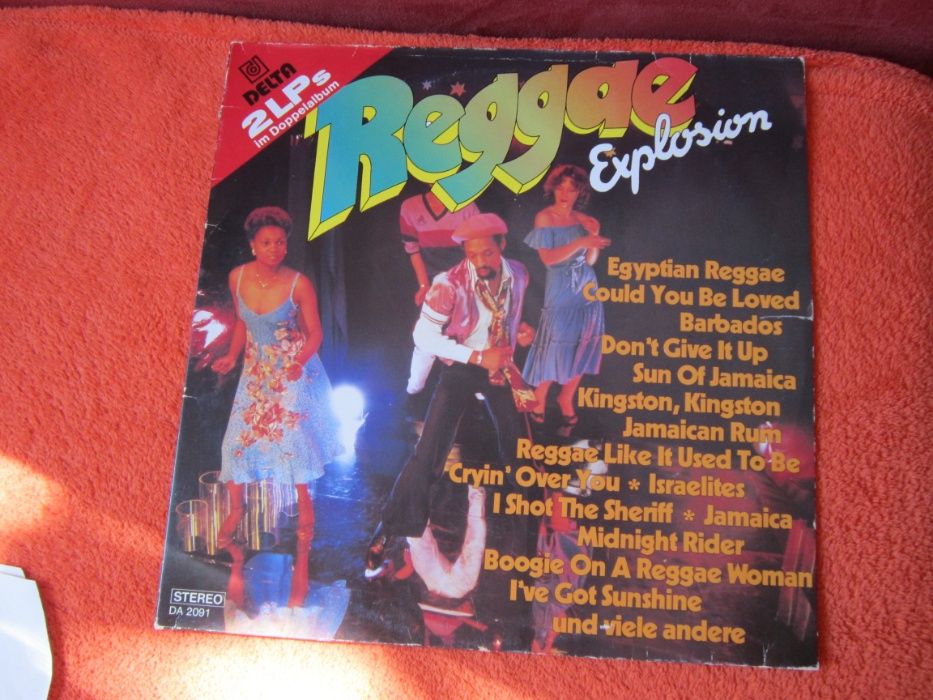 DELTA
2LPs
im Doppelalbum
Reggae
Explosion
Egyptian Reggae
Could You Be Loved
Barbados
Don't Give It Up
Sun Of Jamaica
Kingston, Kingston
Jamaican Rum
Reggae Like It Used To Be
Cryin' Over You * Israelites
I Shot The Sheriff * Jamaica
Midnight Rider
Boogie On A Reggae Woman
I've Got Sunshine
und viele andere
STEREO
DA 2091